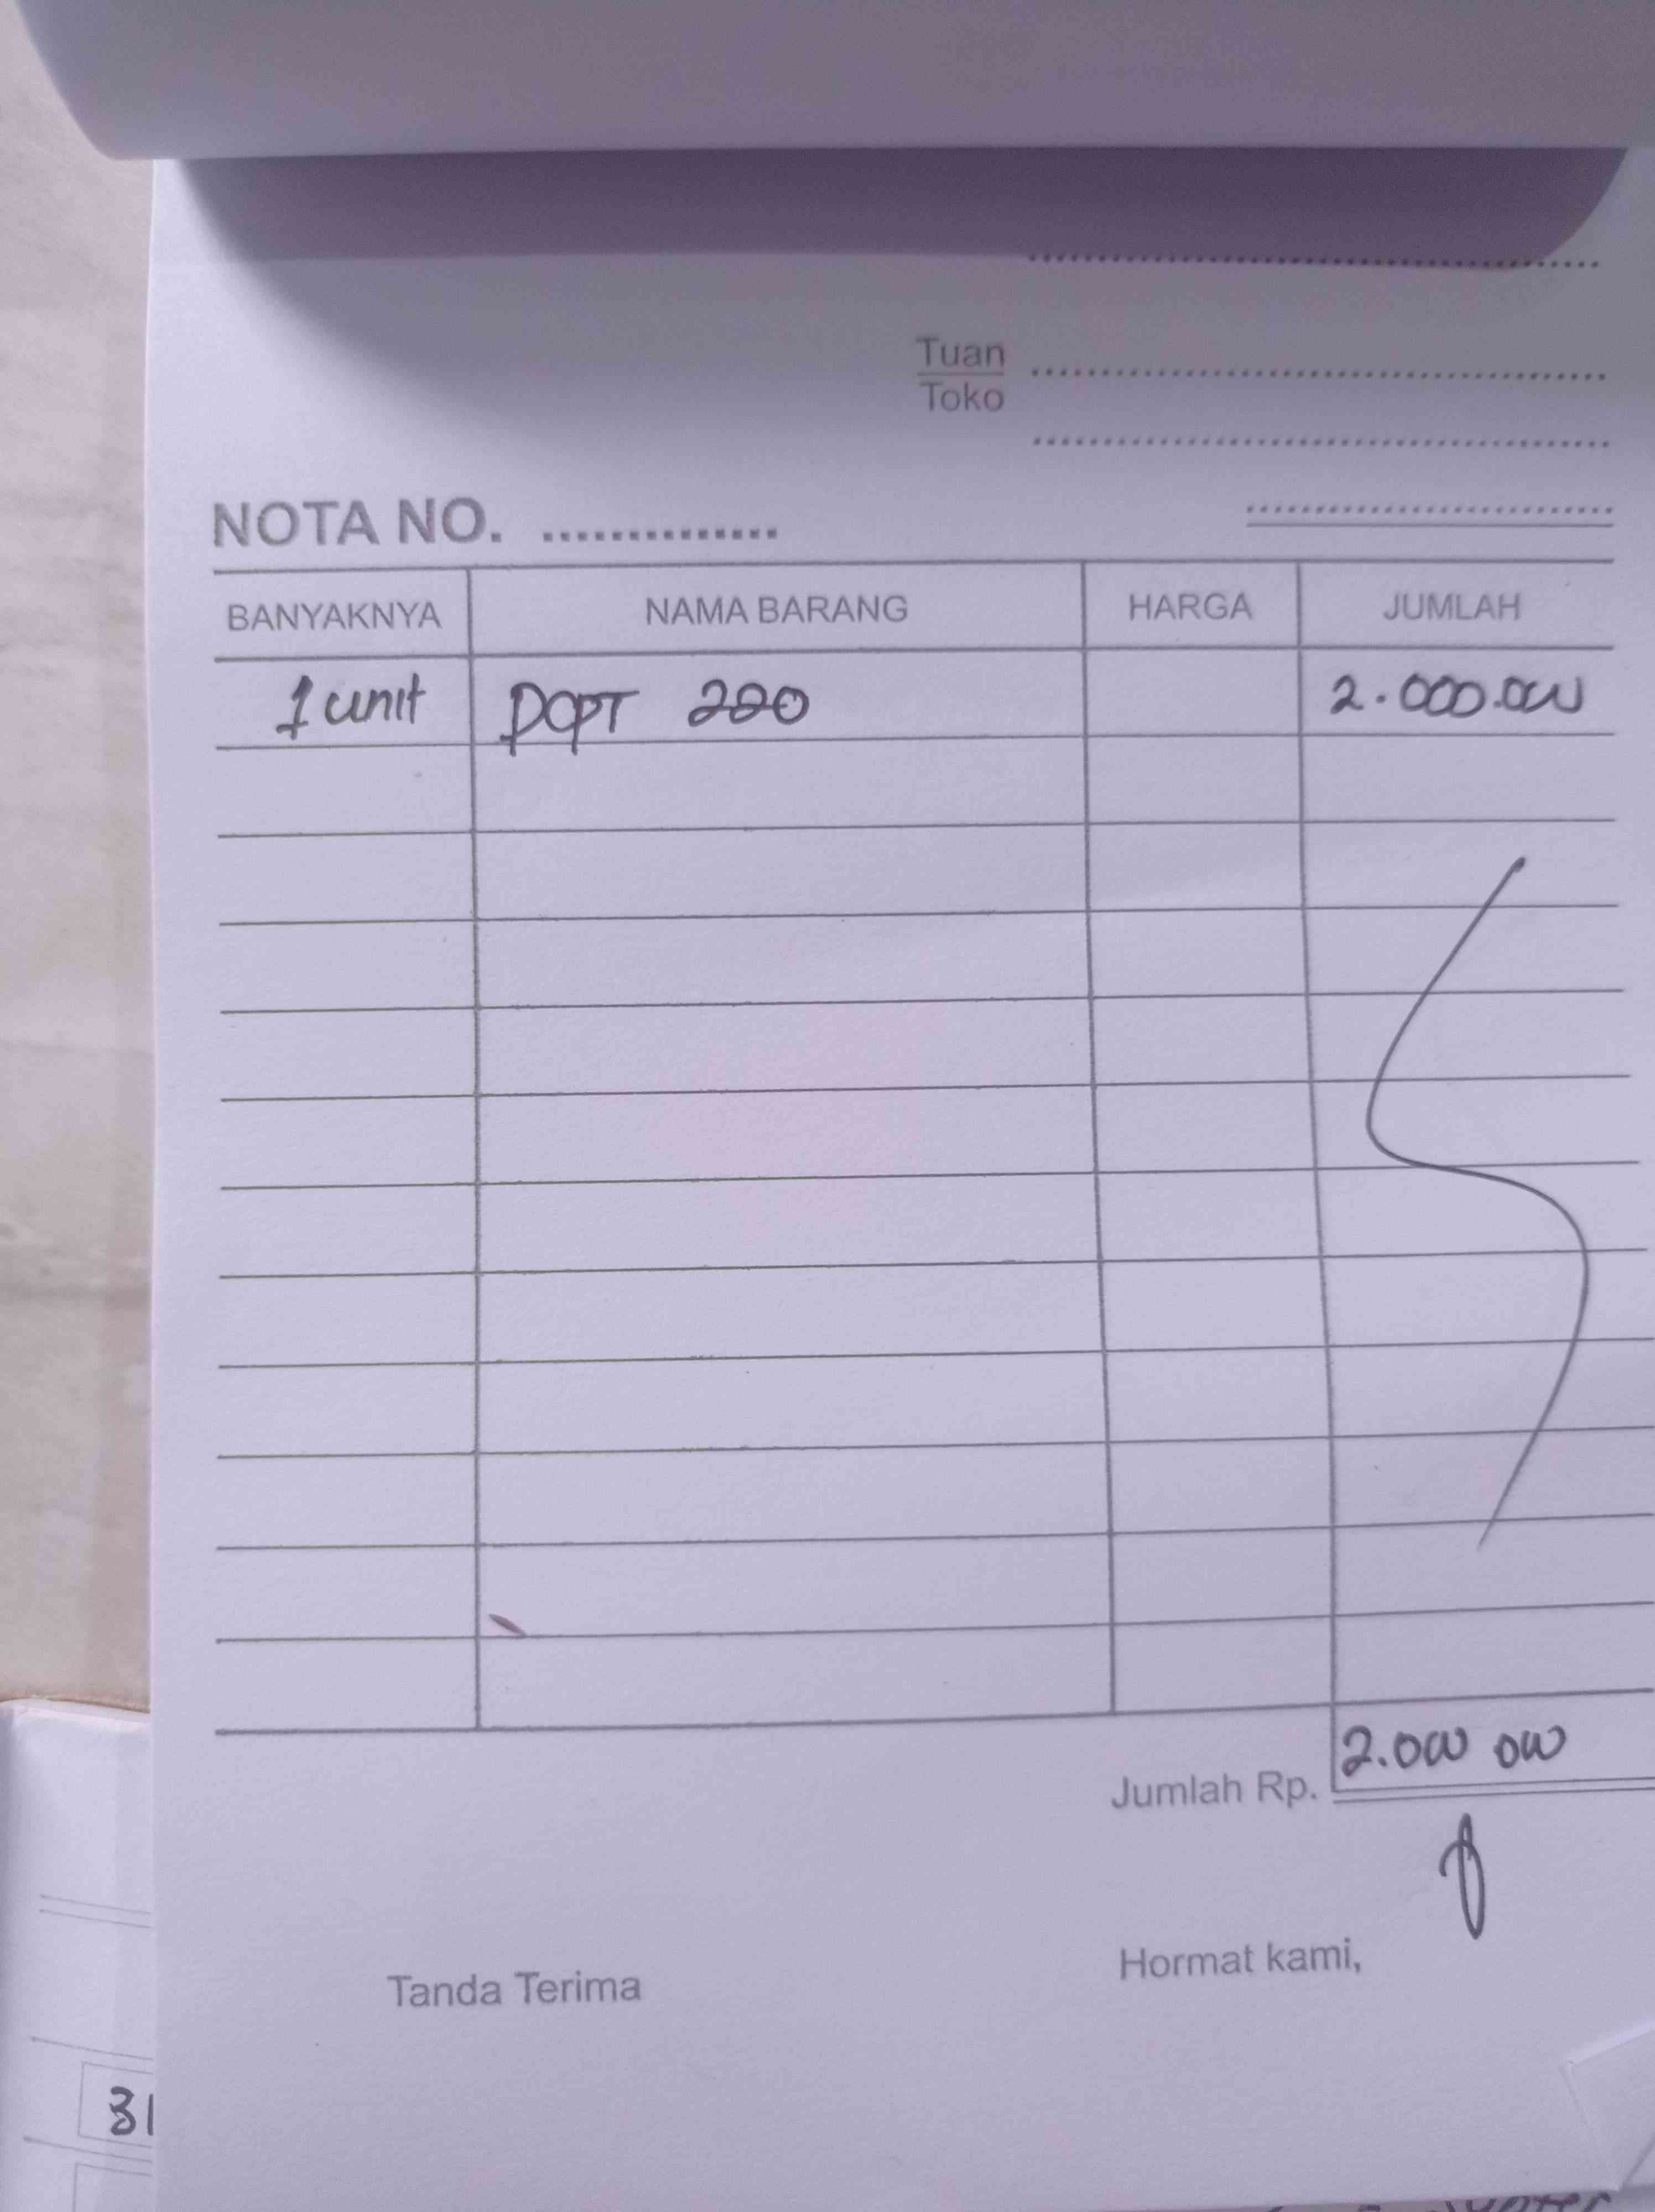 Tuan
Toko
NOTA NO. ..............
BANYAKNYA NAMA BARANG HARGA JUMLAH
1 unit DCPT 220 2.000.000
Jumlah Rp. 2.000 000
Hormat kami,
Tanda Terima
31